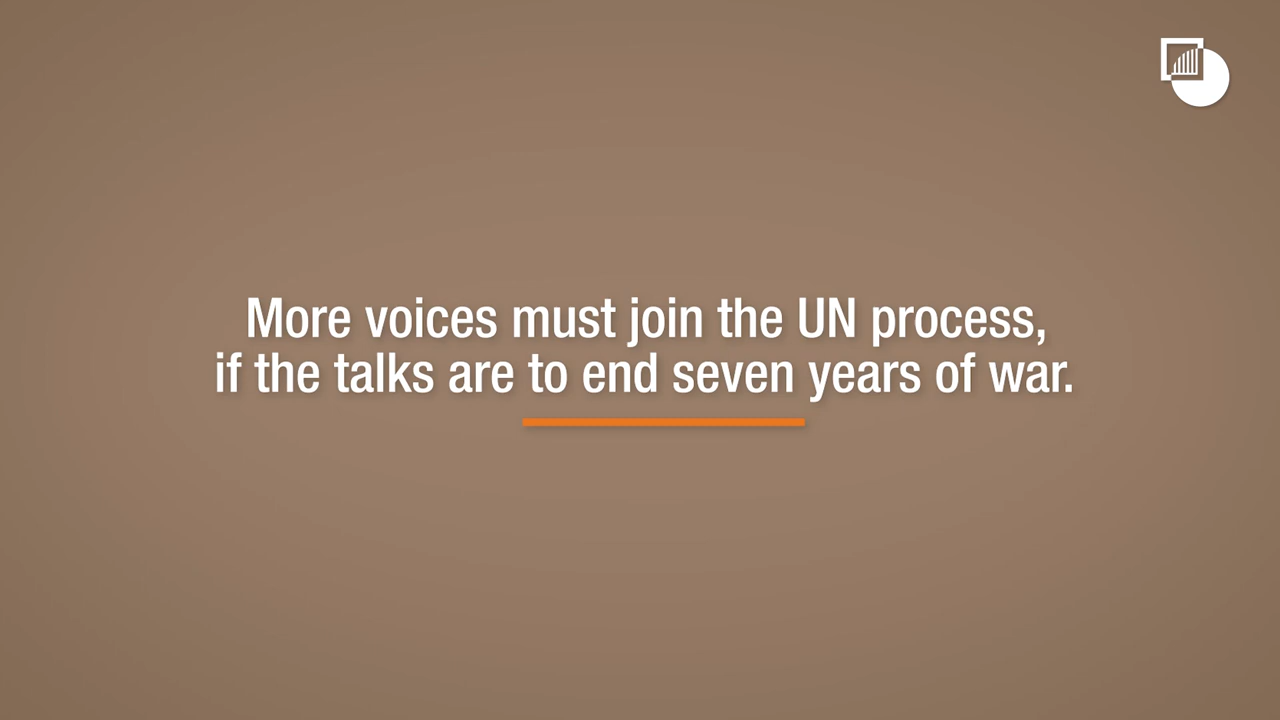 More voices must join the UN process,
if the talks are to end seven years of war.